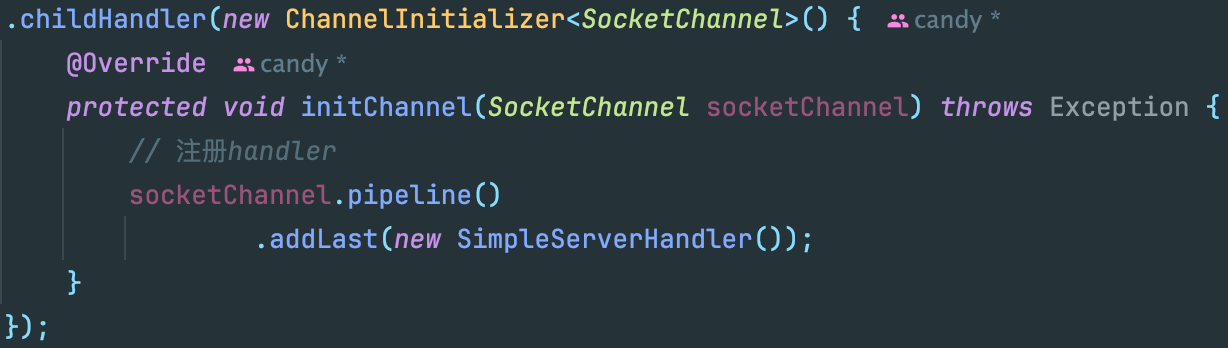 .childHandler(new ChannelInitializer<SocketChannel>() { candy *
@Override candy *
protected void initChannel(SocketChannel socketChannel) throws Exception {
// 注册handler
socketChannel.pipeline()
.addLast(new SimpleServerHandler());
}
});